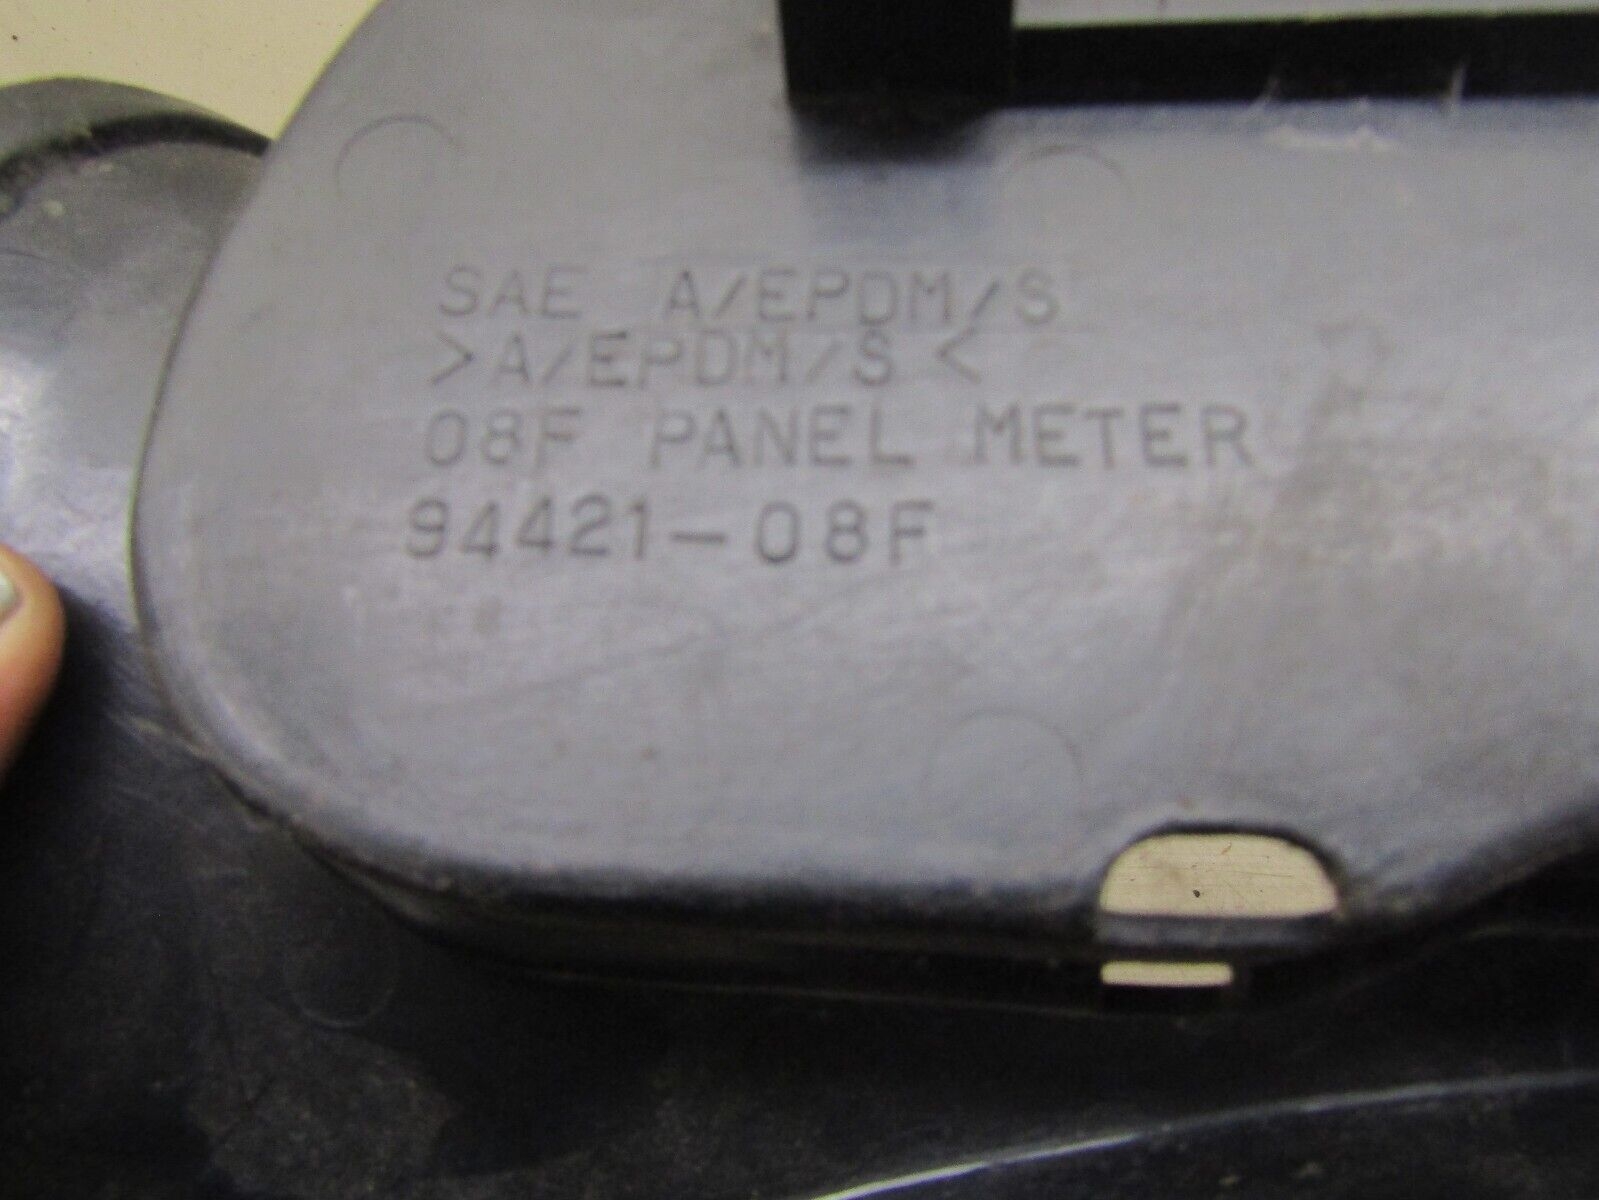 SAE A/EPDM/S
>A/EPDM/S<
08F PANEL METER
94421-08F